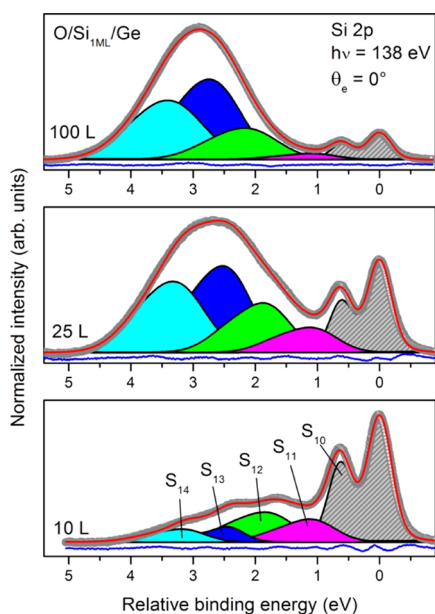 O/Si1ML/Ge
Si 2p
hν = 138 eV
θe = 0°
100 L
5 4 3 2 1 0
Normalized intensity (arb. units)
25 L
5 4 3 2 1 0
S10
S11
S12
S13
S14
10 L
5 4 3 2 1 0
Relative binding energy (eV)